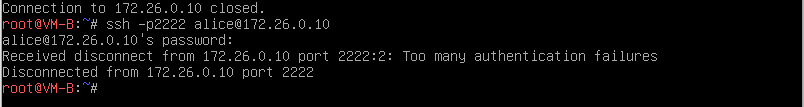 Connection to 172.26.0.10 closed.
root@VM-B:~# ssh -p2222 alice@172.26.0.10
alice@172.26.0.10's password:
Received disconnect from 172.26.0.10 port 2222:2: Too many authentication failures
Disconnected from 172.26.0.10 port 2222
root@VM-B:~#